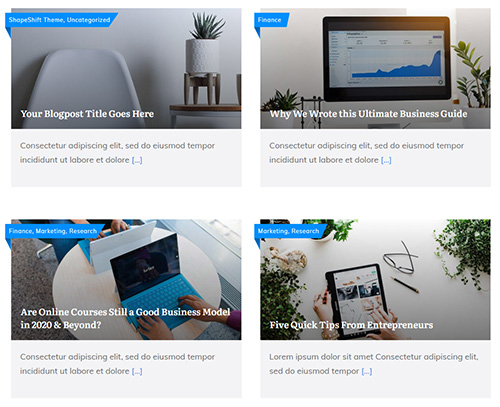 ShapeShift Theme, Uncategorized
Your Blogpost Title Goes Here
Consectetur adipiscing elit, sed do eiusmod tempor
incididunt ut labore et dolore [...]
Finance
Why We Wrote this Ultimate Business Guide
Consectetur adipiscing elit, sed do eiusmod tempor
incididunt ut labore et dolore [...]
Finance, Marketing, Research
Are Online Courses Still a Good Business Model
in 2020 & Beyond?
Consectetur adipiscing elit, sed do eiusmod tempor
incididunt ut labore et dolore [...]
Marketing, Research
Five Quick Tips From Entrepreneurs
Lorem ipsum dolor sit amet Consectetur adipiscing elit,
sed do eiusmod tempor [...]